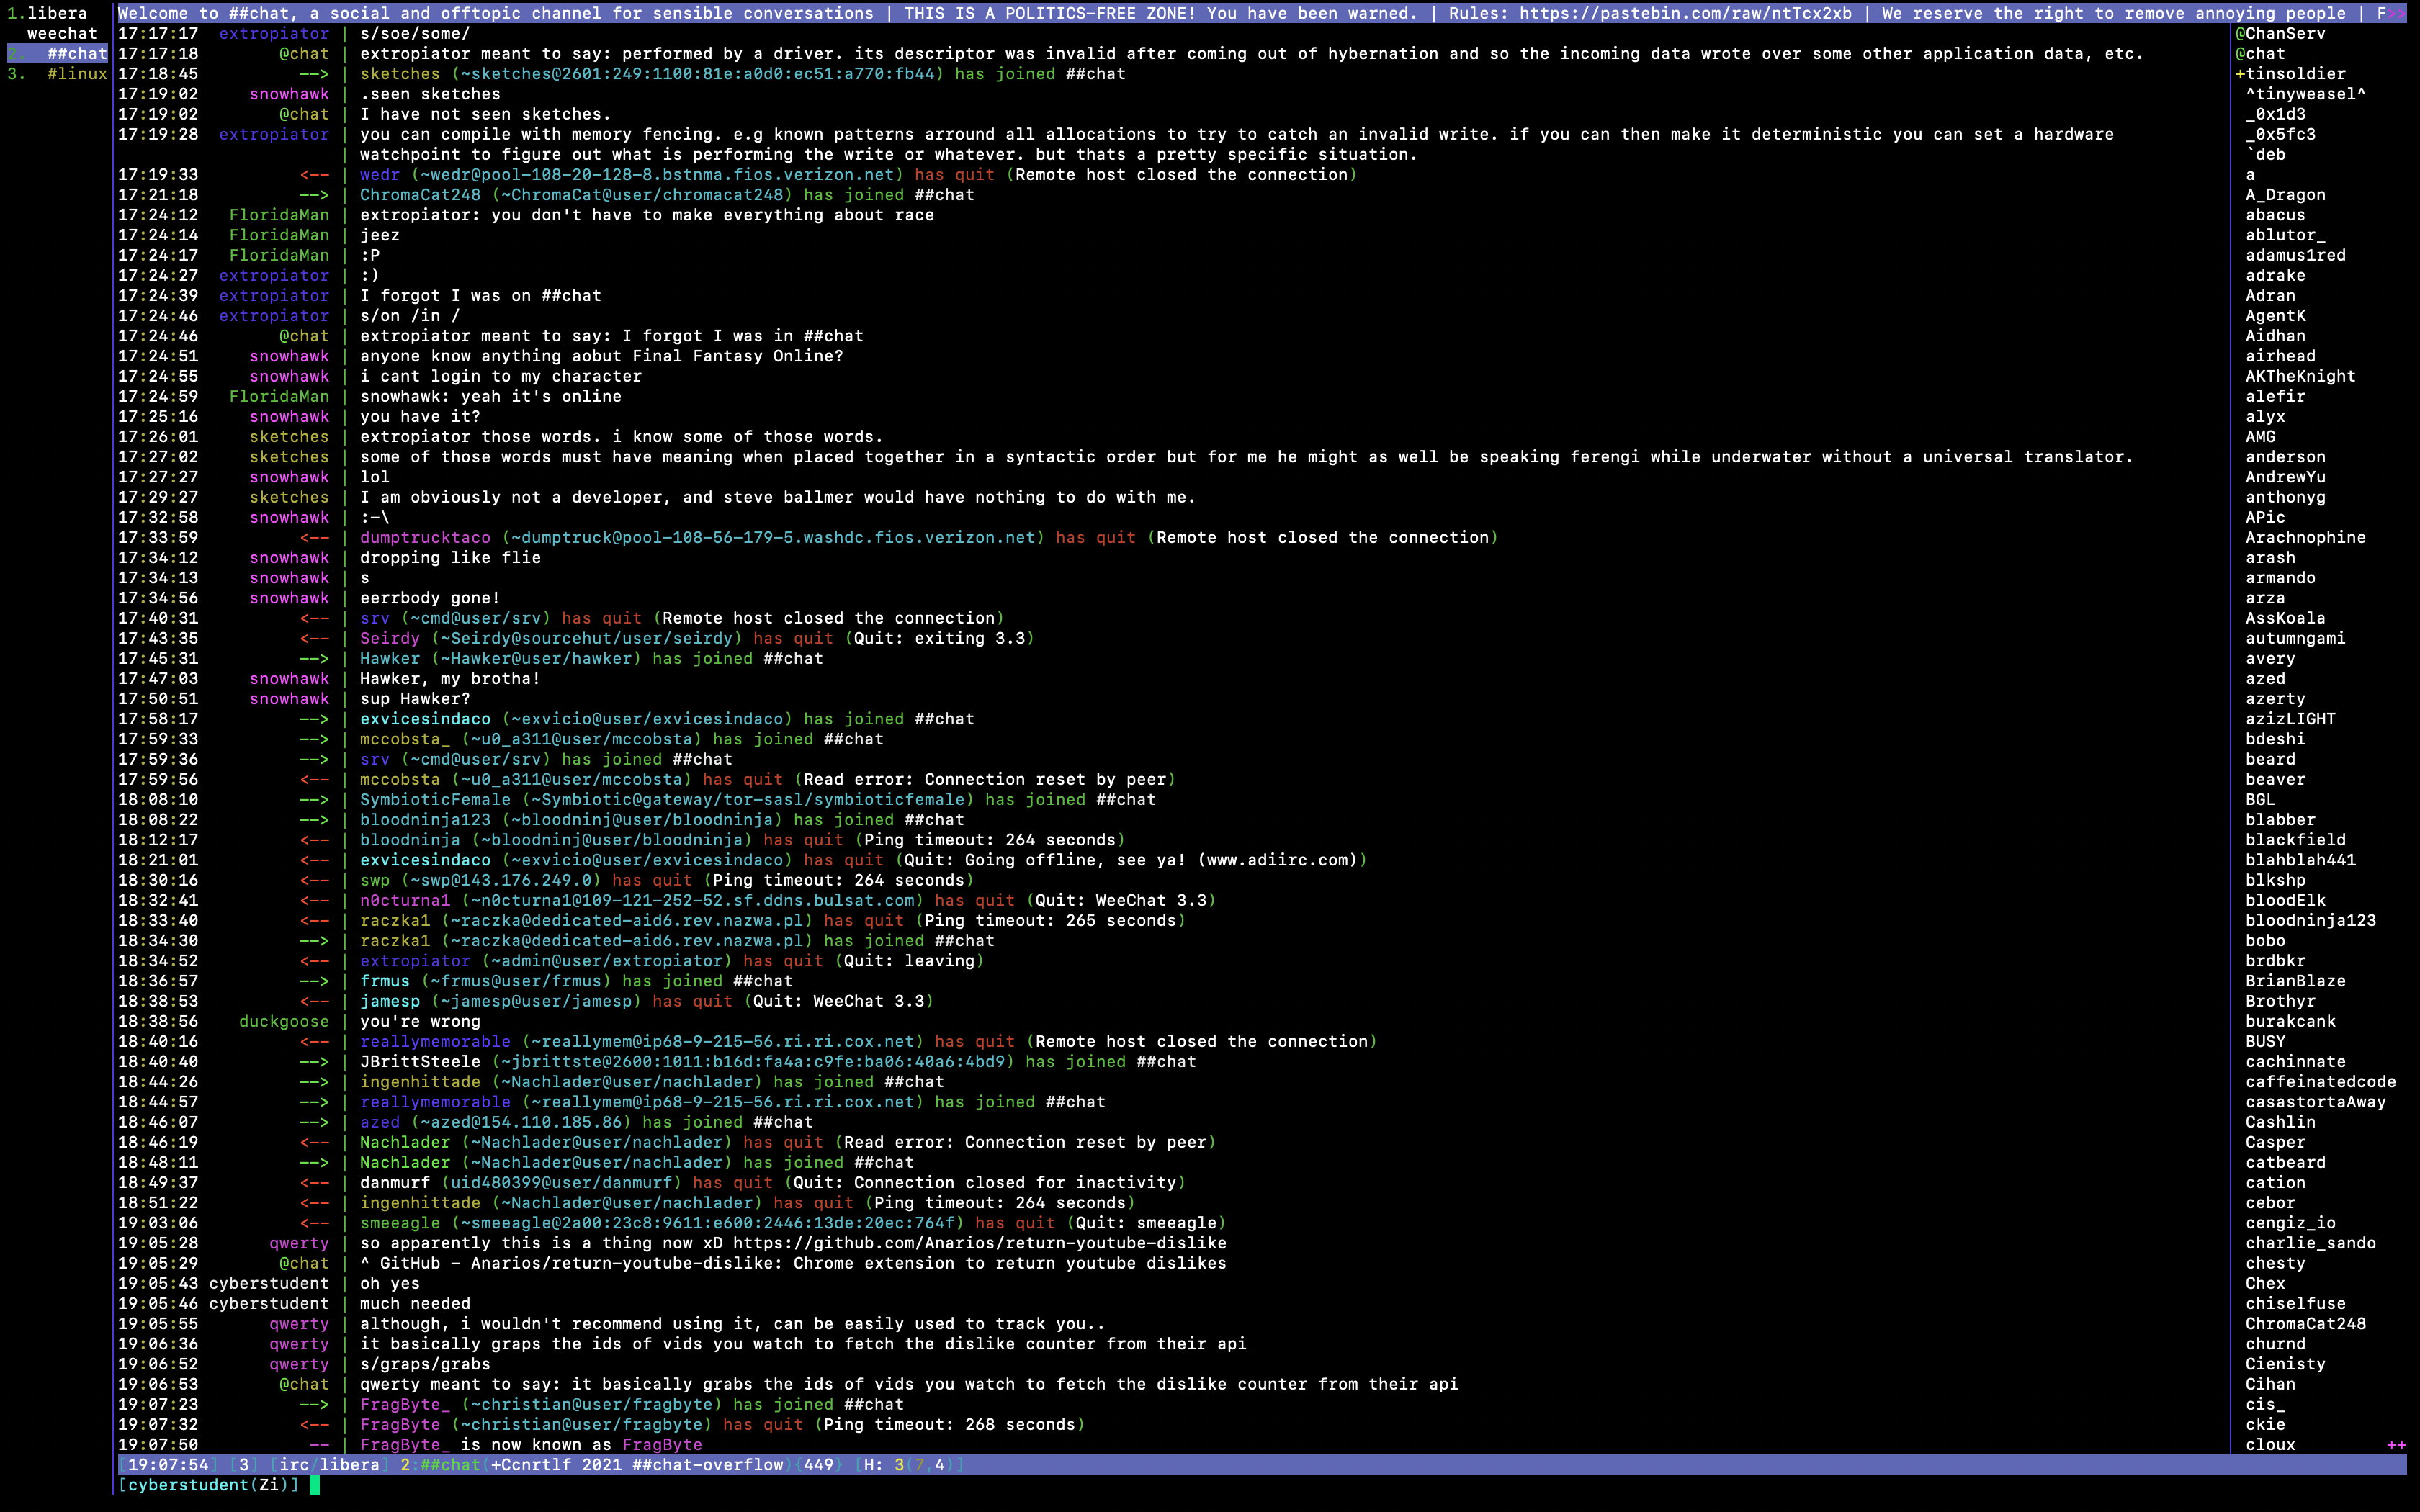 1.libera
weechat
2. ##chat
3. #linux
Welcome to ##chat, a social and offtopic channel for sensible conversations | THIS IS A POLITICS-FREE ZONE! You have been warned. | Rules: https://pastebin.com/raw/ntTcx2xb | We reserve the right to remove annoying people | F>>
17:17:17 extropiator | s/soe/some/
17:17:18 @chat | extropiator meant to say: performed by a driver. its descriptor was invalid after coming out of hybernation and so the incoming data wrote over some other application data, etc.
17:18:45 --> | sketches (~sketches@2601:249:1100:81e:a0d0:ec51:a770:fb44) has joined ##chat
17:19:02 snowhawk | .seen sketches
17:19:02 @chat | I have not seen sketches.
17:19:28 extropiator | you can compile with memory fencing. e.g known patterns arround all allocations to try to catch an invalid write. if you can then make it deterministic you can set a hardware
| watchpoint to figure out what is performing the write or whatever. but thats a pretty specific situation.
17:19:33 <-- | wedr (~wedr@pool-108-20-128-8.bstnma.fios.verizon.net) has quit (Remote host closed the connection)
17:21:18 --> | ChromaCat248 (~ChromaCat@user/chromacat248) has joined ##chat
17:24:12 FloridaMan | extropiator: you don't have to make everything about race
17:24:14 FloridaMan | jeez
17:24:17 FloridaMan | :P
17:24:27 extropiator | :)
17:24:39 extropiator | I forgot I was on ##chat
17:24:46 extropiator | s/on /in /
17:24:46 @chat | extropiator meant to say: I forgot I was in ##chat
17:24:51 snowhawk | anyone know anything aobut Final Fantasy Online?
17:24:55 snowhawk | i cant login to my character
17:24:59 FloridaMan | snowhawk: yeah it's online
17:25:16 snowhawk | you have it?
17:26:01 sketches | extropiator those words. i know some of those words.
17:27:02 sketches | some of those words must have meaning when placed together in a syntactic order but for me he might as well be speaking ferengi while underwater without a universal translator.
17:27:27 snowhawk | lol
17:29:27 sketches | I am obviously not a developer, and steve ballmer would have nothing to do with me.
17:32:58 snowhawk | :-\
17:33:59 <-- | dumptrucktaco (~dumptruck@pool-108-56-179-5.washdc.fios.verizon.net) has quit (Remote host closed the connection)
17:34:12 snowhawk | dropping like flie
17:34:13 snowhawk | s
17:34:56 snowhawk | eerrbody gone!
17:40:31 <-- | srv (~cmd@user/srv) has quit (Remote host closed the connection)
17:43:35 <-- | Seirdy (~Seirdy@sourcehut/user/seirdy) has quit (Quit: exiting 3.3)
17:45:31 --> | Hawker (~Hawker@user/hawker) has joined ##chat
17:47:03 snowhawk | Hawker, my brotha!
17:50:51 snowhawk | sup Hawker?
17:58:17 --> | exvicesindaco (~exvicio@user/exvicesindaco) has joined ##chat
17:59:33 --> | mccobsta_ (~u0_a311@user/mccobsta) has joined ##chat
17:59:36 --> | srv (~cmd@user/srv) has joined ##chat
17:59:56 <-- | mccobsta (~u0_a311@user/mccobsta) has quit (Read error: Connection reset by peer)
18:08:10 --> | SymbioticFemale (~Symbiotic@gateway/tor-sasl/symbioticfemale) has joined ##chat
18:08:22 --> | bloodninja123 (~bloodninj@user/bloodninja) has joined ##chat
18:12:17 <-- | bloodninja (~bloodninj@user/bloodninja) has quit (Ping timeout: 264 seconds)
18:21:01 <-- | exvicesindaco (~exvicio@user/exvicesindaco) has quit (Quit: Going offline, see ya! (www.adiirc.com))
18:30:16 <-- | swp (~swp@143.176.249.0) has quit (Ping timeout: 264 seconds)
18:32:41 <-- | n0cturna1 (~n0cturna1@109-121-252-52.sf.ddns.bulsat.com) has quit (Quit: WeeChat 3.3)
18:33:40 <-- | raczka1 (~raczka@dedicated-aid6.rev.nazwa.pl) has quit (Ping timeout: 265 seconds)
18:34:30 --> | raczka1 (~raczka@dedicated-aid6.rev.nazwa.pl) has joined ##chat
18:34:52 <-- | extropiator (~admin@user/extropiator) has quit (Quit: leaving)
18:36:57 --> | frmus (~frmus@user/frmus) has joined ##chat
18:38:53 <-- | jamesp (~jamesp@user/jamesp) has quit (Quit: WeeChat 3.3)
18:38:56 duckgoose | you're wrong
18:40:16 <-- | reallymemorable (~reallymem@ip68-9-215-56.ri.ri.cox.net) has quit (Remote host closed the connection)
18:40:40 --> | JBrittSteele (~jbrittste@2600:1011:b16d:fa4a:c9fe:ba06:40a6:4bd9) has joined ##chat
18:44:26 --> | ingenhittade (~Nachlader@user/nachlader) has joined ##chat
18:44:57 --> | reallymemorable (~reallymem@ip68-9-215-56.ri.ri.cox.net) has joined ##chat
18:46:07 --> | azed (~azed@154.110.185.86) has joined ##chat
18:46:19 <-- | Nachlader (~Nachlader@user/nachlader) has quit (Read error: Connection reset by peer)
18:48:11 --> | Nachlader (~Nachlader@user/nachlader) has joined ##chat
18:49:37 <-- | danmurf (uid480399@user/danmurf) has quit (Quit: Connection closed for inactivity)
18:51:22 <-- | ingenhittade (~Nachlader@user/nachlader) has quit (Ping timeout: 264 seconds)
19:03:06 <-- | smeeagle (~smeeagle@2a00:23c8:9611:e600:2446:13de:20ec:764f) has quit (Quit: smeeagle)
19:05:28 qwerty | so apparently this is a thing now xD https://github.com/Anarios/return-youtube-dislike
19:05:29 @chat | ^ GitHub - Anarios/return-youtube-dislike: Chrome extension to return youtube dislikes
19:05:43 cyberstudent | oh yes
19:05:46 cyberstudent | much needed
19:05:55 qwerty | although, i wouldn't recommend using it, can be easily used to track you..
19:06:36 qwerty | it basically graps the ids of vids you watch to fetch the dislike counter from their api
19:06:52 qwerty | s/graps/grabs
19:06:53 @chat | qwerty meant to say: it basically grabs the ids of vids you watch to fetch the dislike counter from their api
19:07:23 --> | FragByte_ (~christian@user/fragbyte) has joined ##chat
19:07:32 <-- | FragByte (~christian@user/fragbyte) has quit (Ping timeout: 268 seconds)
19:07:50 -- | FragByte_ is now known as FragByte
[19:07:54] [3] [irc/libera] 2:##chat(+Ccnrtlf 2021 ##chat-overflow){449} [H: 3(7,4)]
[cyberstudent(Zi)]
@ChanServ
@chat
+tinsoldier
^tinyweasel^
_0x1d3
_0x5fc3
`deb
a
A_Dragon
abacus
ablutor_
adamus1red
adrake
Adran
AgentK
Aidhan
airhead
AKTheKnight
alefir
alyx
AMG
anderson
AndrewYu
anthonyg
APic
Arachnophine
arash
armando
arza
AssKoala
autumngami
avery
azed
azerty
azizLIGHT
bdeshi
beard
beaver
BGL
blabber
blackfield
blahblah441
blkshp
bloodElk
bloodninja123
bobo
brdbkr
BrianBlaze
Brothyr
burakcank
BUSY
cachinnate
caffeinatedcode
casastortaAway
Cashlin
Casper
catbeard
cation
cebor
cengiz_io
charlie_sando
chesty
Chex
chiselfuse
ChromaCat248
churnd
Cienisty
Cihan
cis_
ckie
cloux ++